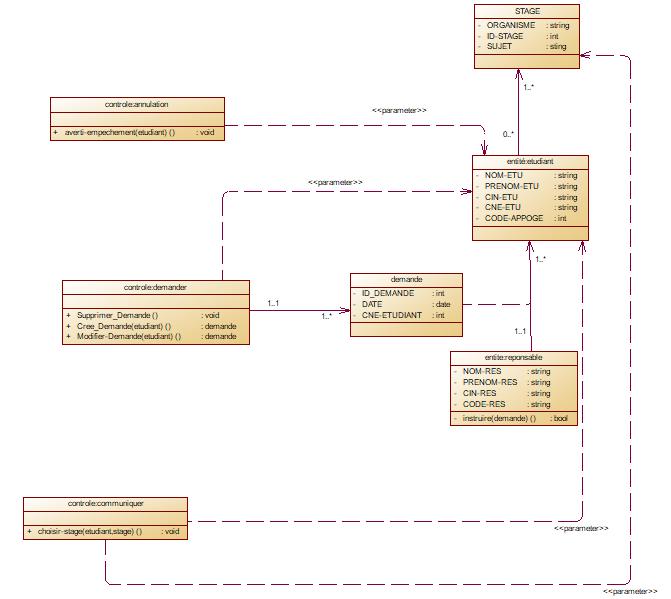 STAGE
- ORGANISME : string
- ID-STAGE : int
- SUJET : sting
1..*
0..*
controle:annulation
+ averti-empechement(etudiant) () : void
<<parameter>>
entité:etudiant
- NOM-ETU : string
- PRENOM-ETU : string
- CIN-ETU : string
- CNE-ETU : string
- CODE-APPOGE : int
<<parameter>>
1..*
controle:demander
+ Supprimer_Demande () : void
+ Cree_Demande(etudiant) () : demande
+ Modifier-Demande(etudiant) () : demande
1..1
1..*
demande
- ID_DEMANDE : int
- DATE : date
- CNE-ETUDIANT : int
1..1
entite:reponsable
- NOM-RES : string
- PRENOM-RES : string
- CIN-RES : string
- CODE-RES : string
- instruire(demande) () : bool
controle:communiquer
+ choisir-stage(etudiant,stage) () : void
<<parameter>>
<<parameter>>